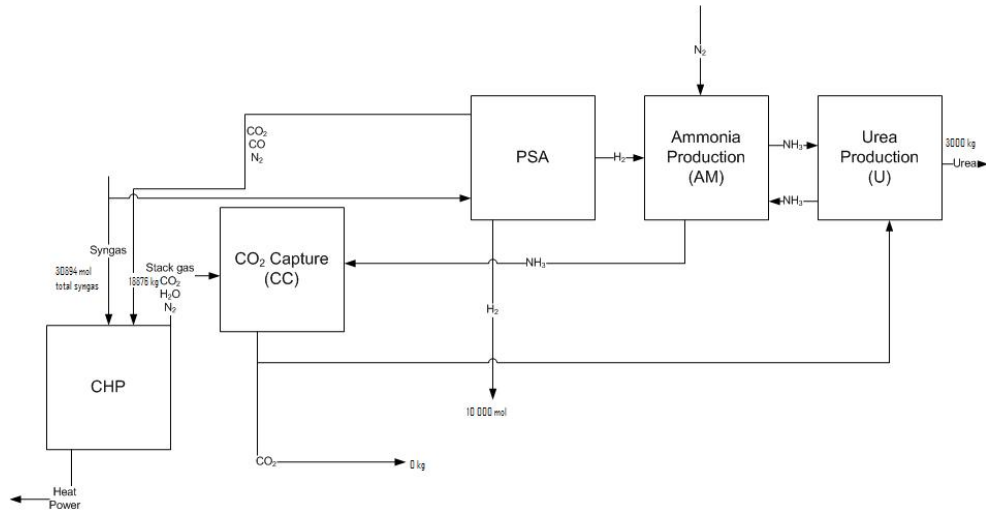 N₂
CO₂
CO
N₂
PSA
H₂
Ammonia
Production
(AM)
NH₃
NH₃
Urea
Production
(U)
3000 kg
Urea
Syngas
30894 mol
total syngas
Stack gas
18876 kg CO₂
H₂O
N₂
CO₂ Capture
(CC)
NH₃
H₂
10 000 mol
CHP
CO₂
0 kg
Heat
Power